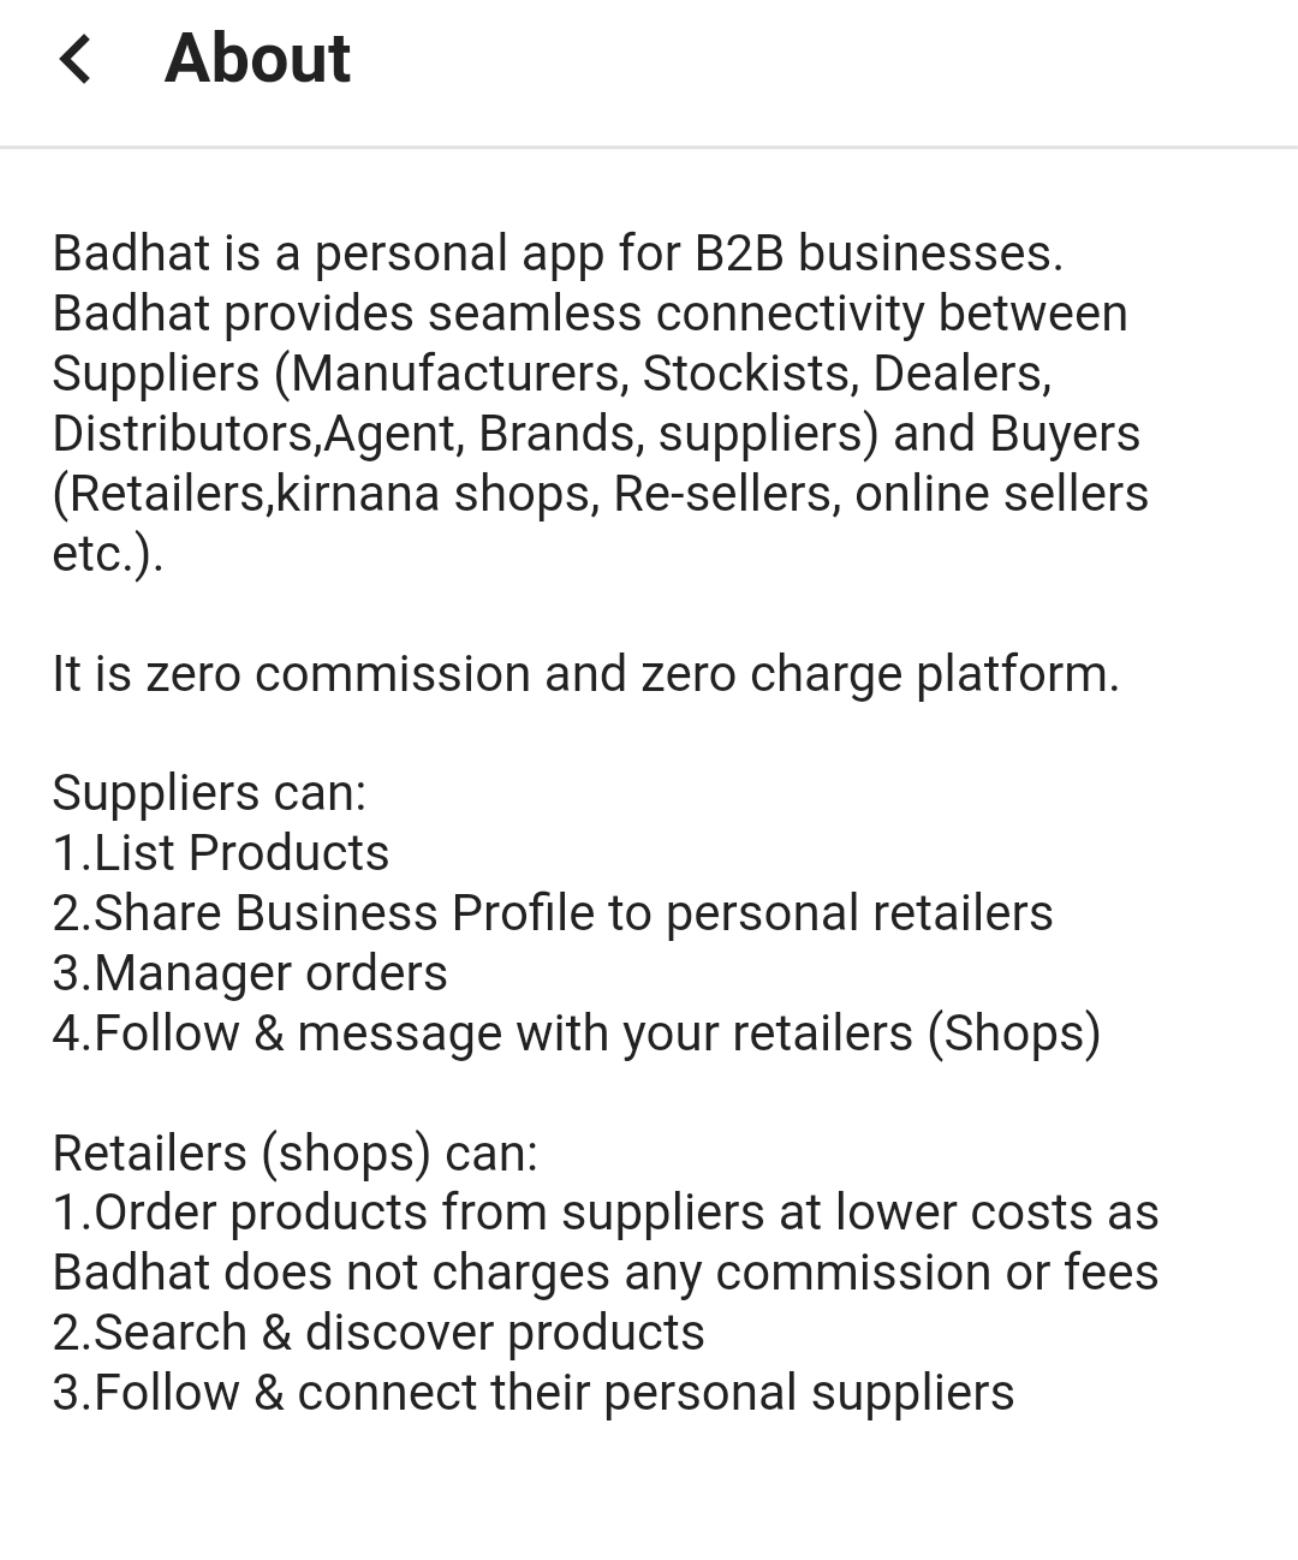 About
Badhat is a personal app for B2B businesses.
Badhat provides seamless connectivity between
Suppliers (Manufacturers, Stockists, Dealers,
Distributors,Agent, Brands, suppliers) and Buyers
(Retailers,kirnana shops, Re-sellers, online sellers
etc.).
It is zero commission and zero charge platform.
Suppliers can:
1.List Products
2.Share Business Profile to personal retailers
3.Manager orders
4.Follow & message with your retailers (Shops)
Retailers (shops) can:
1.Order products from suppliers at lower costs as
Badhat does not charges any commission or fees
2.Search & discover products
3.Follow & connect their personal suppliers